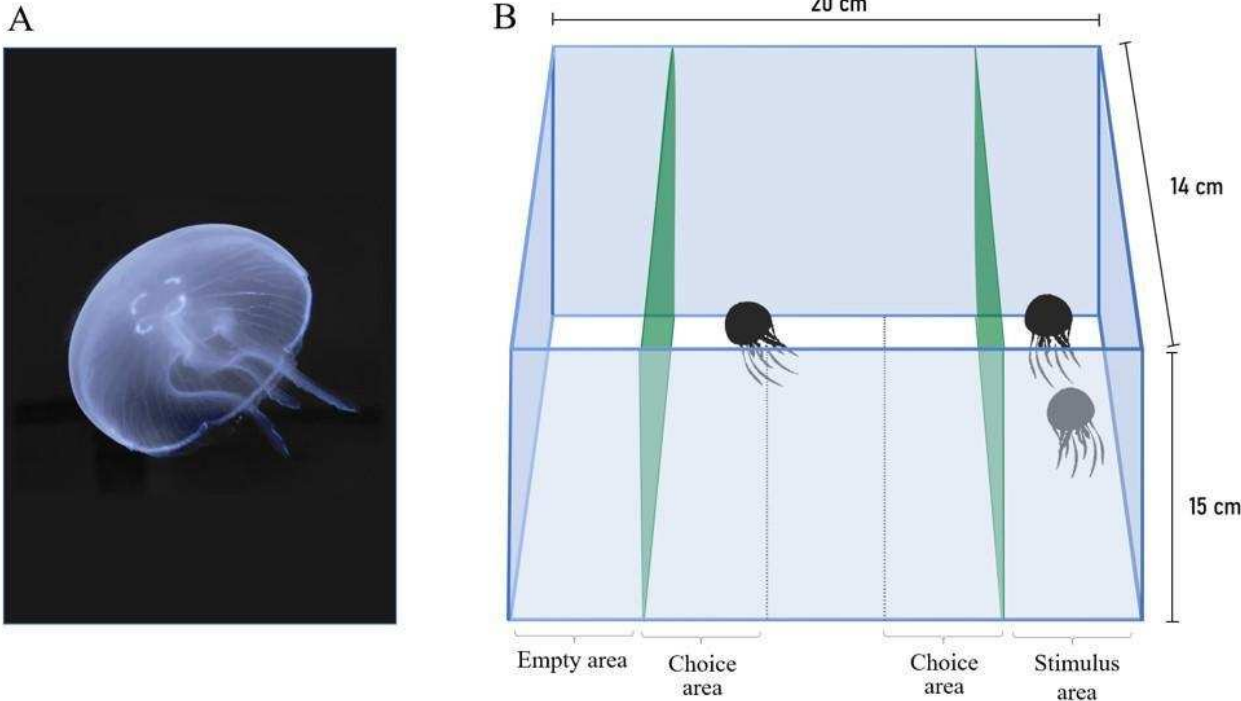 A
B
20 cm
14 cm
15 cm
Empty area
Choice
area
Choice
area
Stimulus
area